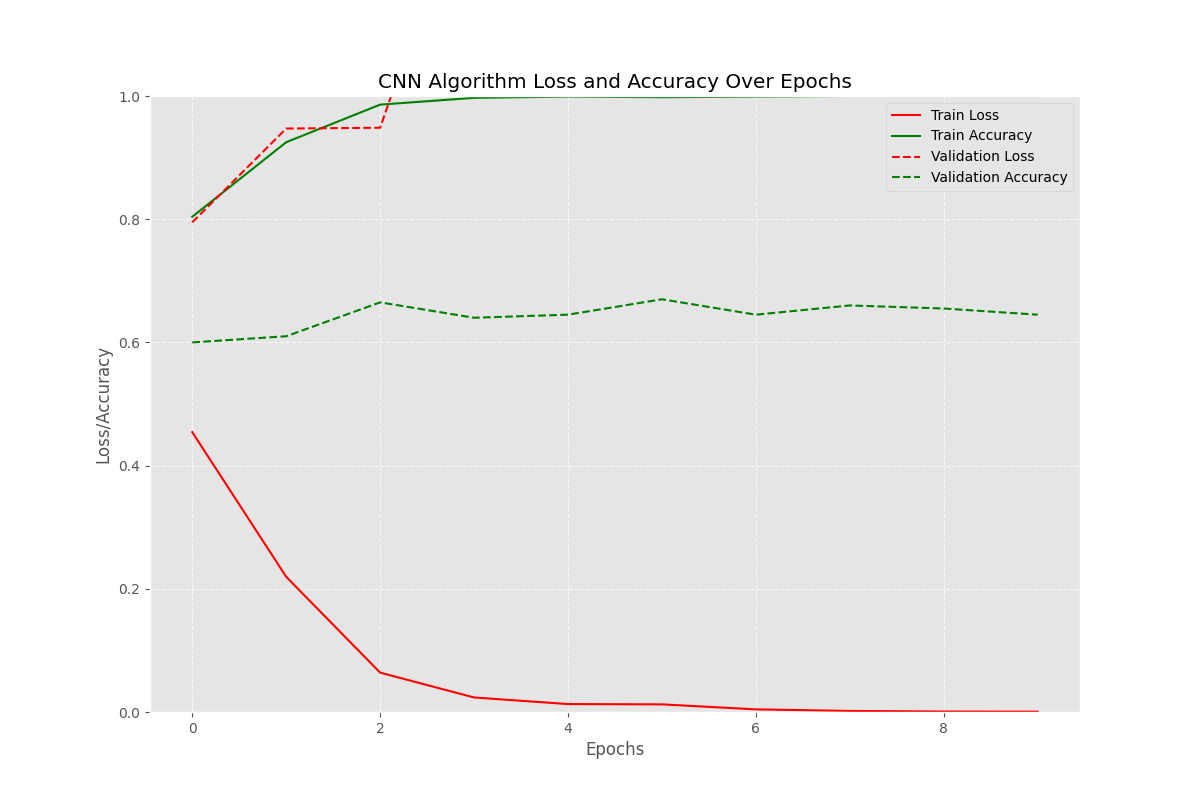 CNN Algorithm Loss and Accuracy Over Epochs
1.0
0.8
0.6
0.4
0.2
0.0
Loss/Accuracy
Train Loss
Train Accuracy
Validation Loss
Validation Accuracy
0 2 4 6 8
Epochs